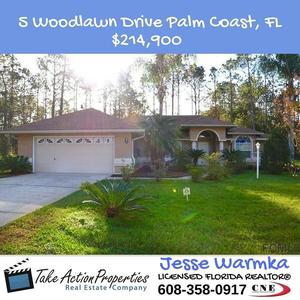 5 Woodlawn Drive Palm Coast, FL
$214,900
Take Action Properties
Real Estate Company
Jesse Warmka
LICENSED FLORIDA REALTOR®
608-358-0917 CNE